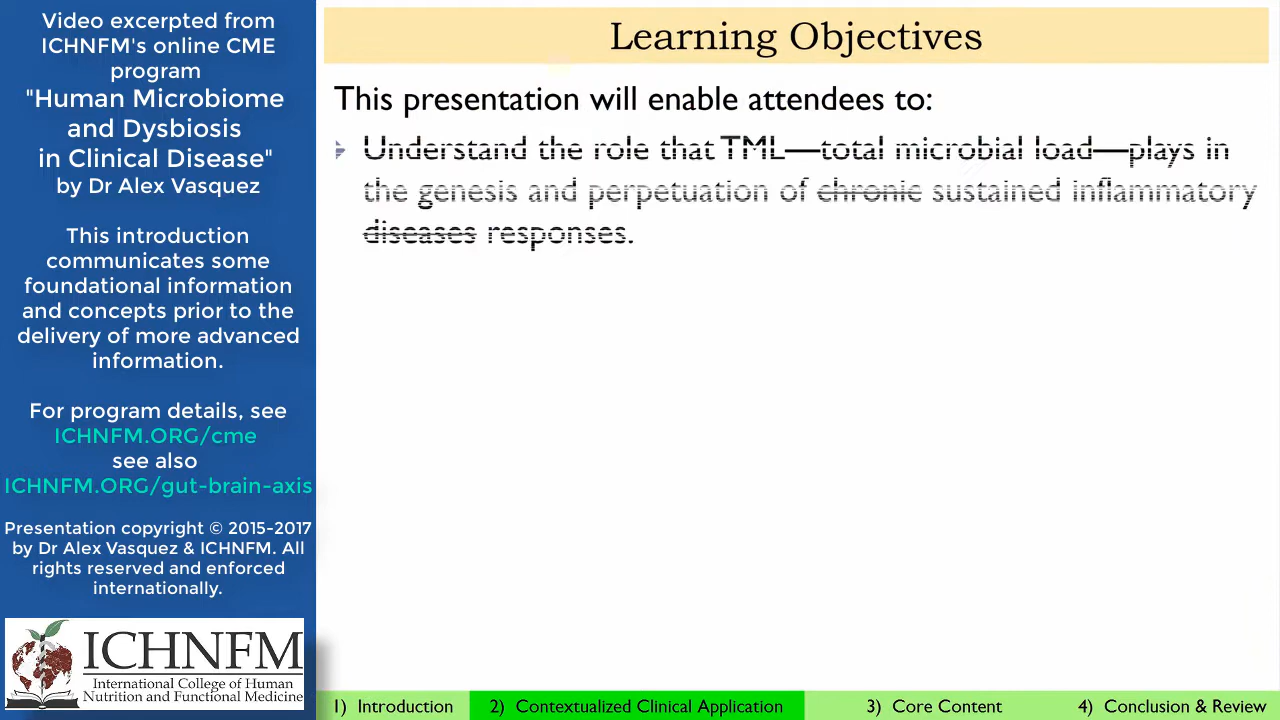 Video excerpted from
ICHNFM's online CME
program
"Human Microbiome
and Dysbiosis
in Clinical Disease"
by Dr Alex Vasquez
This introduction
communicates some
foundational information
and concepts prior to the
delivery of more advanced
information.
For program details, see
ICHNFM.ORG/cme
see also
ICHNFM.ORG/gut-brain-axis
Presentation copyright © 2015-2017
by Dr Alex Vasquez & ICHNFM. All
rights reserved and enforced
internationally.
ICHNFM
International College of Human
Nutrition and Functional Medicine
Learning Objectives
This presentation will enable attendees to:
Understand the role that TML—total microbial load—plays in
the genesis and perpetuation of chronic sustained inflammatory
diseases responses.
1) Introduction
2) Contextualized Clinical Application
3) Core Content
4) Conclusion & Review